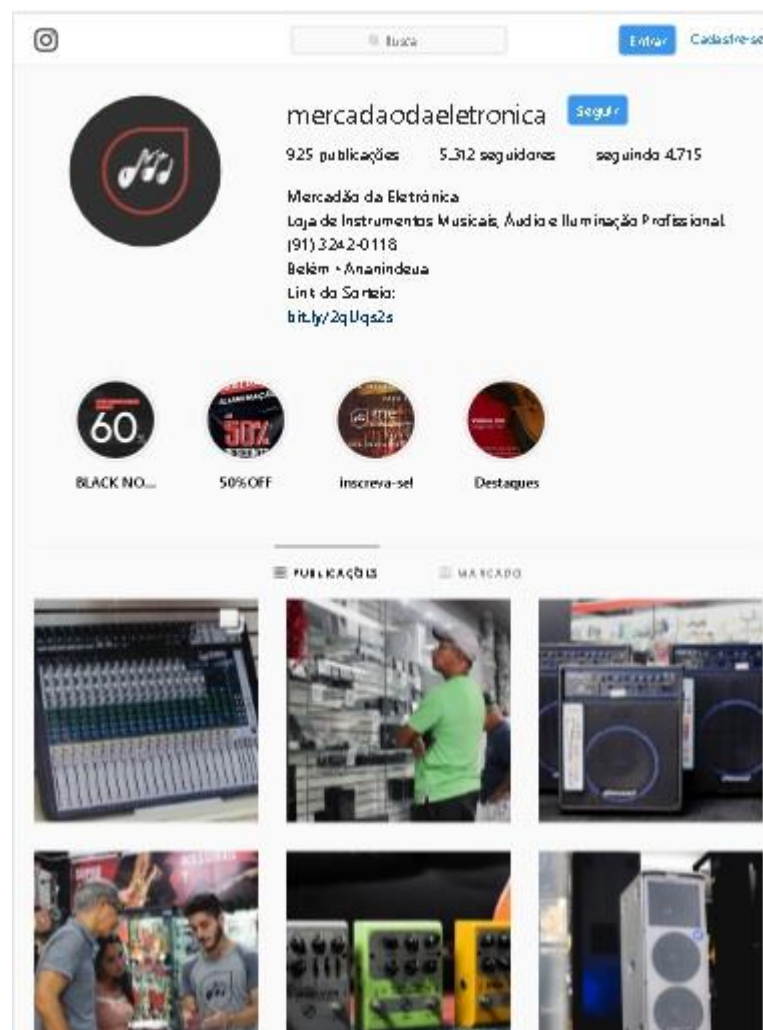 Busca
Entrar Cadastre-se
mercadaodaeletronica Seguir
925 publicações 5.312 seguidores seguindo 4.715
Mercadão da Eletrônica
Loja de Instrumentos Musicais, Áudio e Iluminação Profissional.
(91) 3242-0118
Belém • Ananindeua
Link do Sorteio:
bit.ly/2qUqs2s
60
50%
me
BLACK NO... 50%OFF inscreva-se! Destaques
PUBLICAÇÕES MARCADO